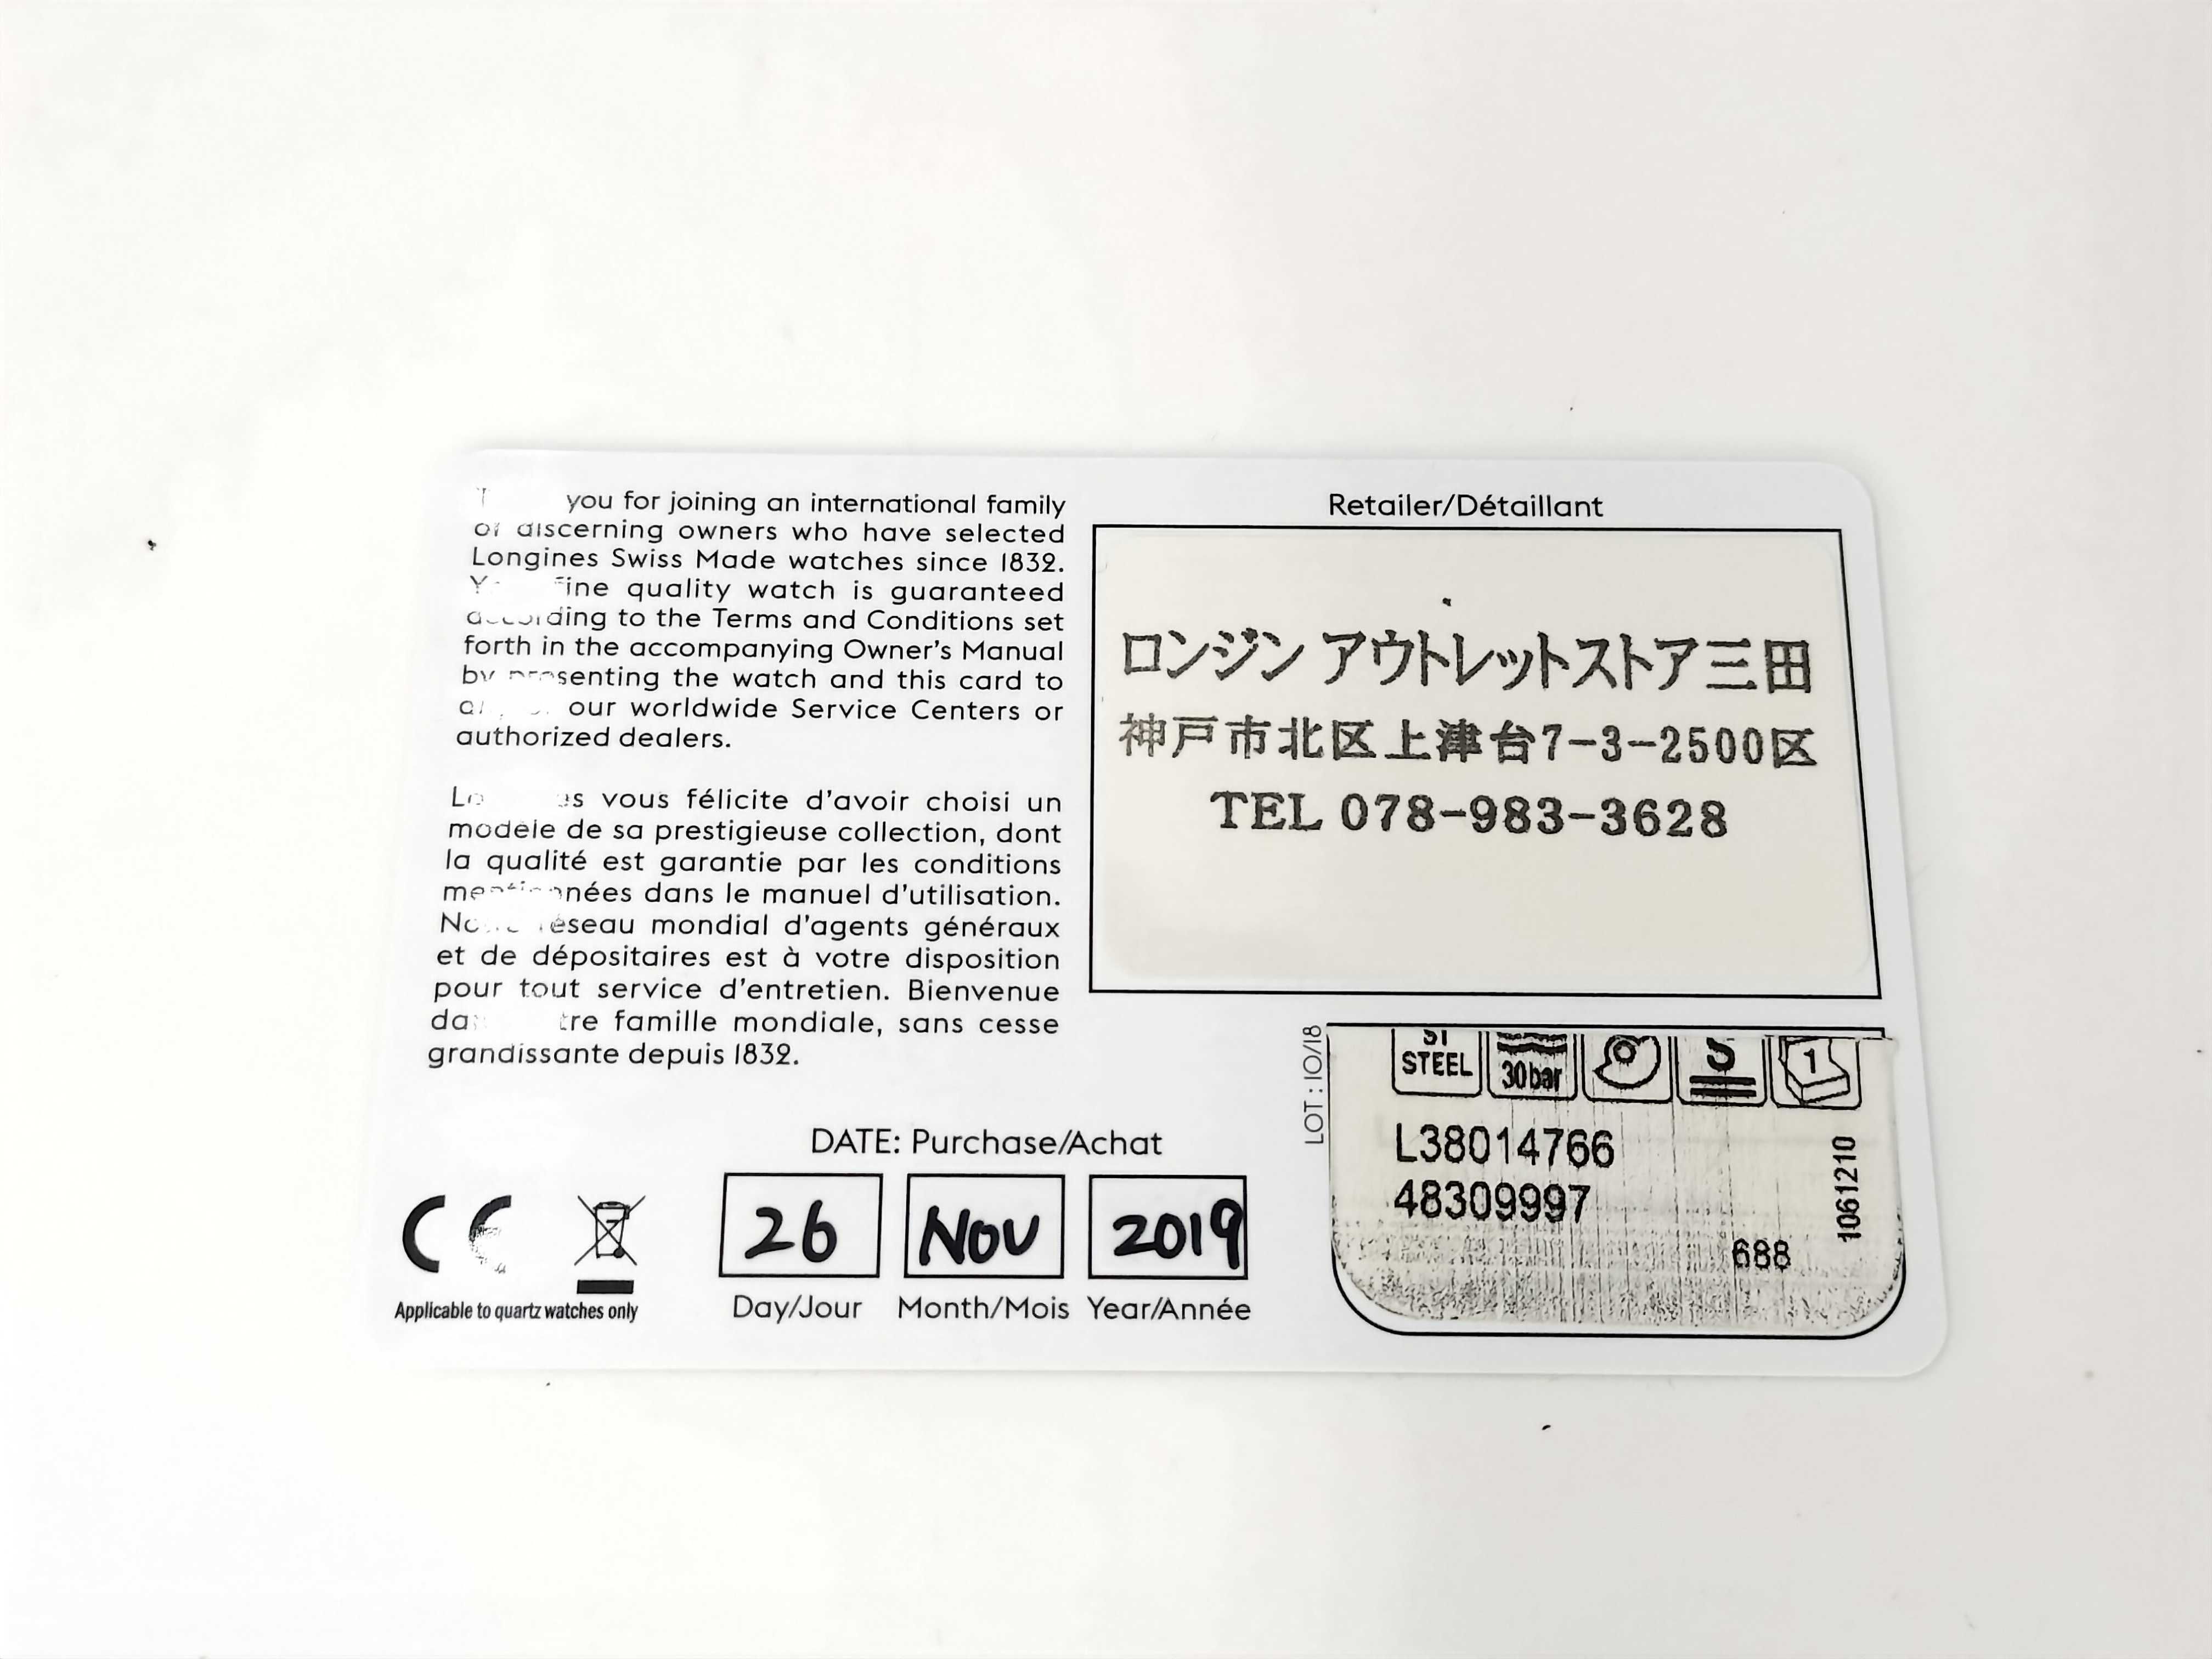 you for joining an international family
of discerning owners who have selected
Longines Swiss Made watches since 1832.
fine quality watch is guaranteed
according to the Terms and Conditions set
forth in the accompanying Owner's Manual
by presenting the watch and this card to
our worldwide Service Centers or
authorized dealers.
vous félicite d'avoir choisi un
modèle de sa prestigieuse collection, dont
la qualité est garantie par les conditions
mentionnées dans le manuel d'utilisation.
réseau mondial d'agents généraux
et de dépositaires est à votre disposition
pour tout service d'entretien. Bienvenue
famille mondiale, sans cesse
grandissante depuis 1832.
Retailer/Détaillant
ロンジン アウトレットストア三田
神戸市北区上津台7-3-2500区
TEL 078-983-3628
DATE: Purchase/Achat
26 NOV 2019
Day/Jour Month/Mois Year/Année
CE
Applicable to quartz watches only
LOT : 10/18
ST
STEEL
30bar
S
1
L38014766
48309997
688
1061210